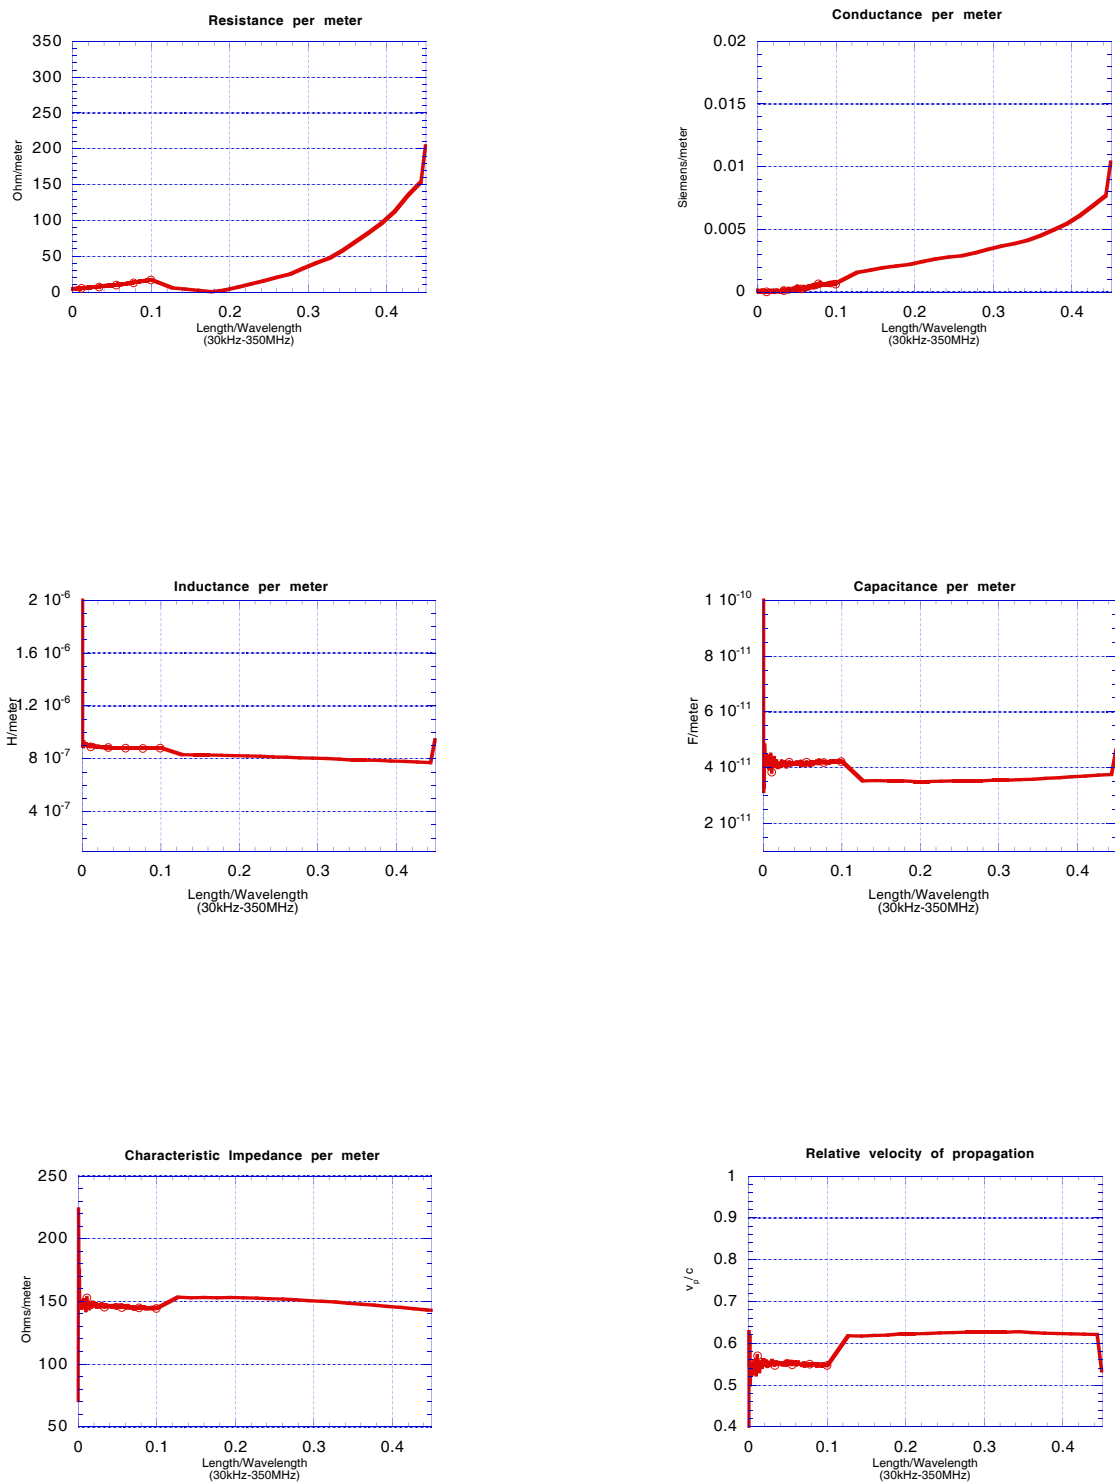 Resistance per meter
350
300
250
200
150
100
50
0
Ohm/meter
0 0.1 0.2 0.3 0.4
Length/Wavelength
(30kHz-350MHz)
Conductance per meter
0.02
0.015
0.01
0.005
0
Siemens/meter
0 0.1 0.2 0.3 0.4
Length/Wavelength
(30kHz-350MHz)
Inductance per meter
2 10-6
1.6 10-6
1.2 10-6
8 10-7
4 10-7
H/meter
0 0.1 0.2 0.3 0.4
Length/Wavelength
(30kHz-350MHz)
Capacitance per meter
1 10-10
8 10-11
6 10-11
4 10-11
2 10-11
F/meter
0 0.1 0.2 0.3 0.4
Length/Wavelength
(30kHz-350MHz)
Characteristic Impedance per meter
250
200
150
100
50
Ohms/meter
0 0.1 0.2 0.3 0.4
Length/Wavelength
(30kHz-350MHz)
Relative velocity of propagation
1
0.9
0.8
0.7
0.6
0.5
0.4
vp/c
0 0.1 0.2 0.3 0.4
Length/Wavelength
(30kHz-350MHz)